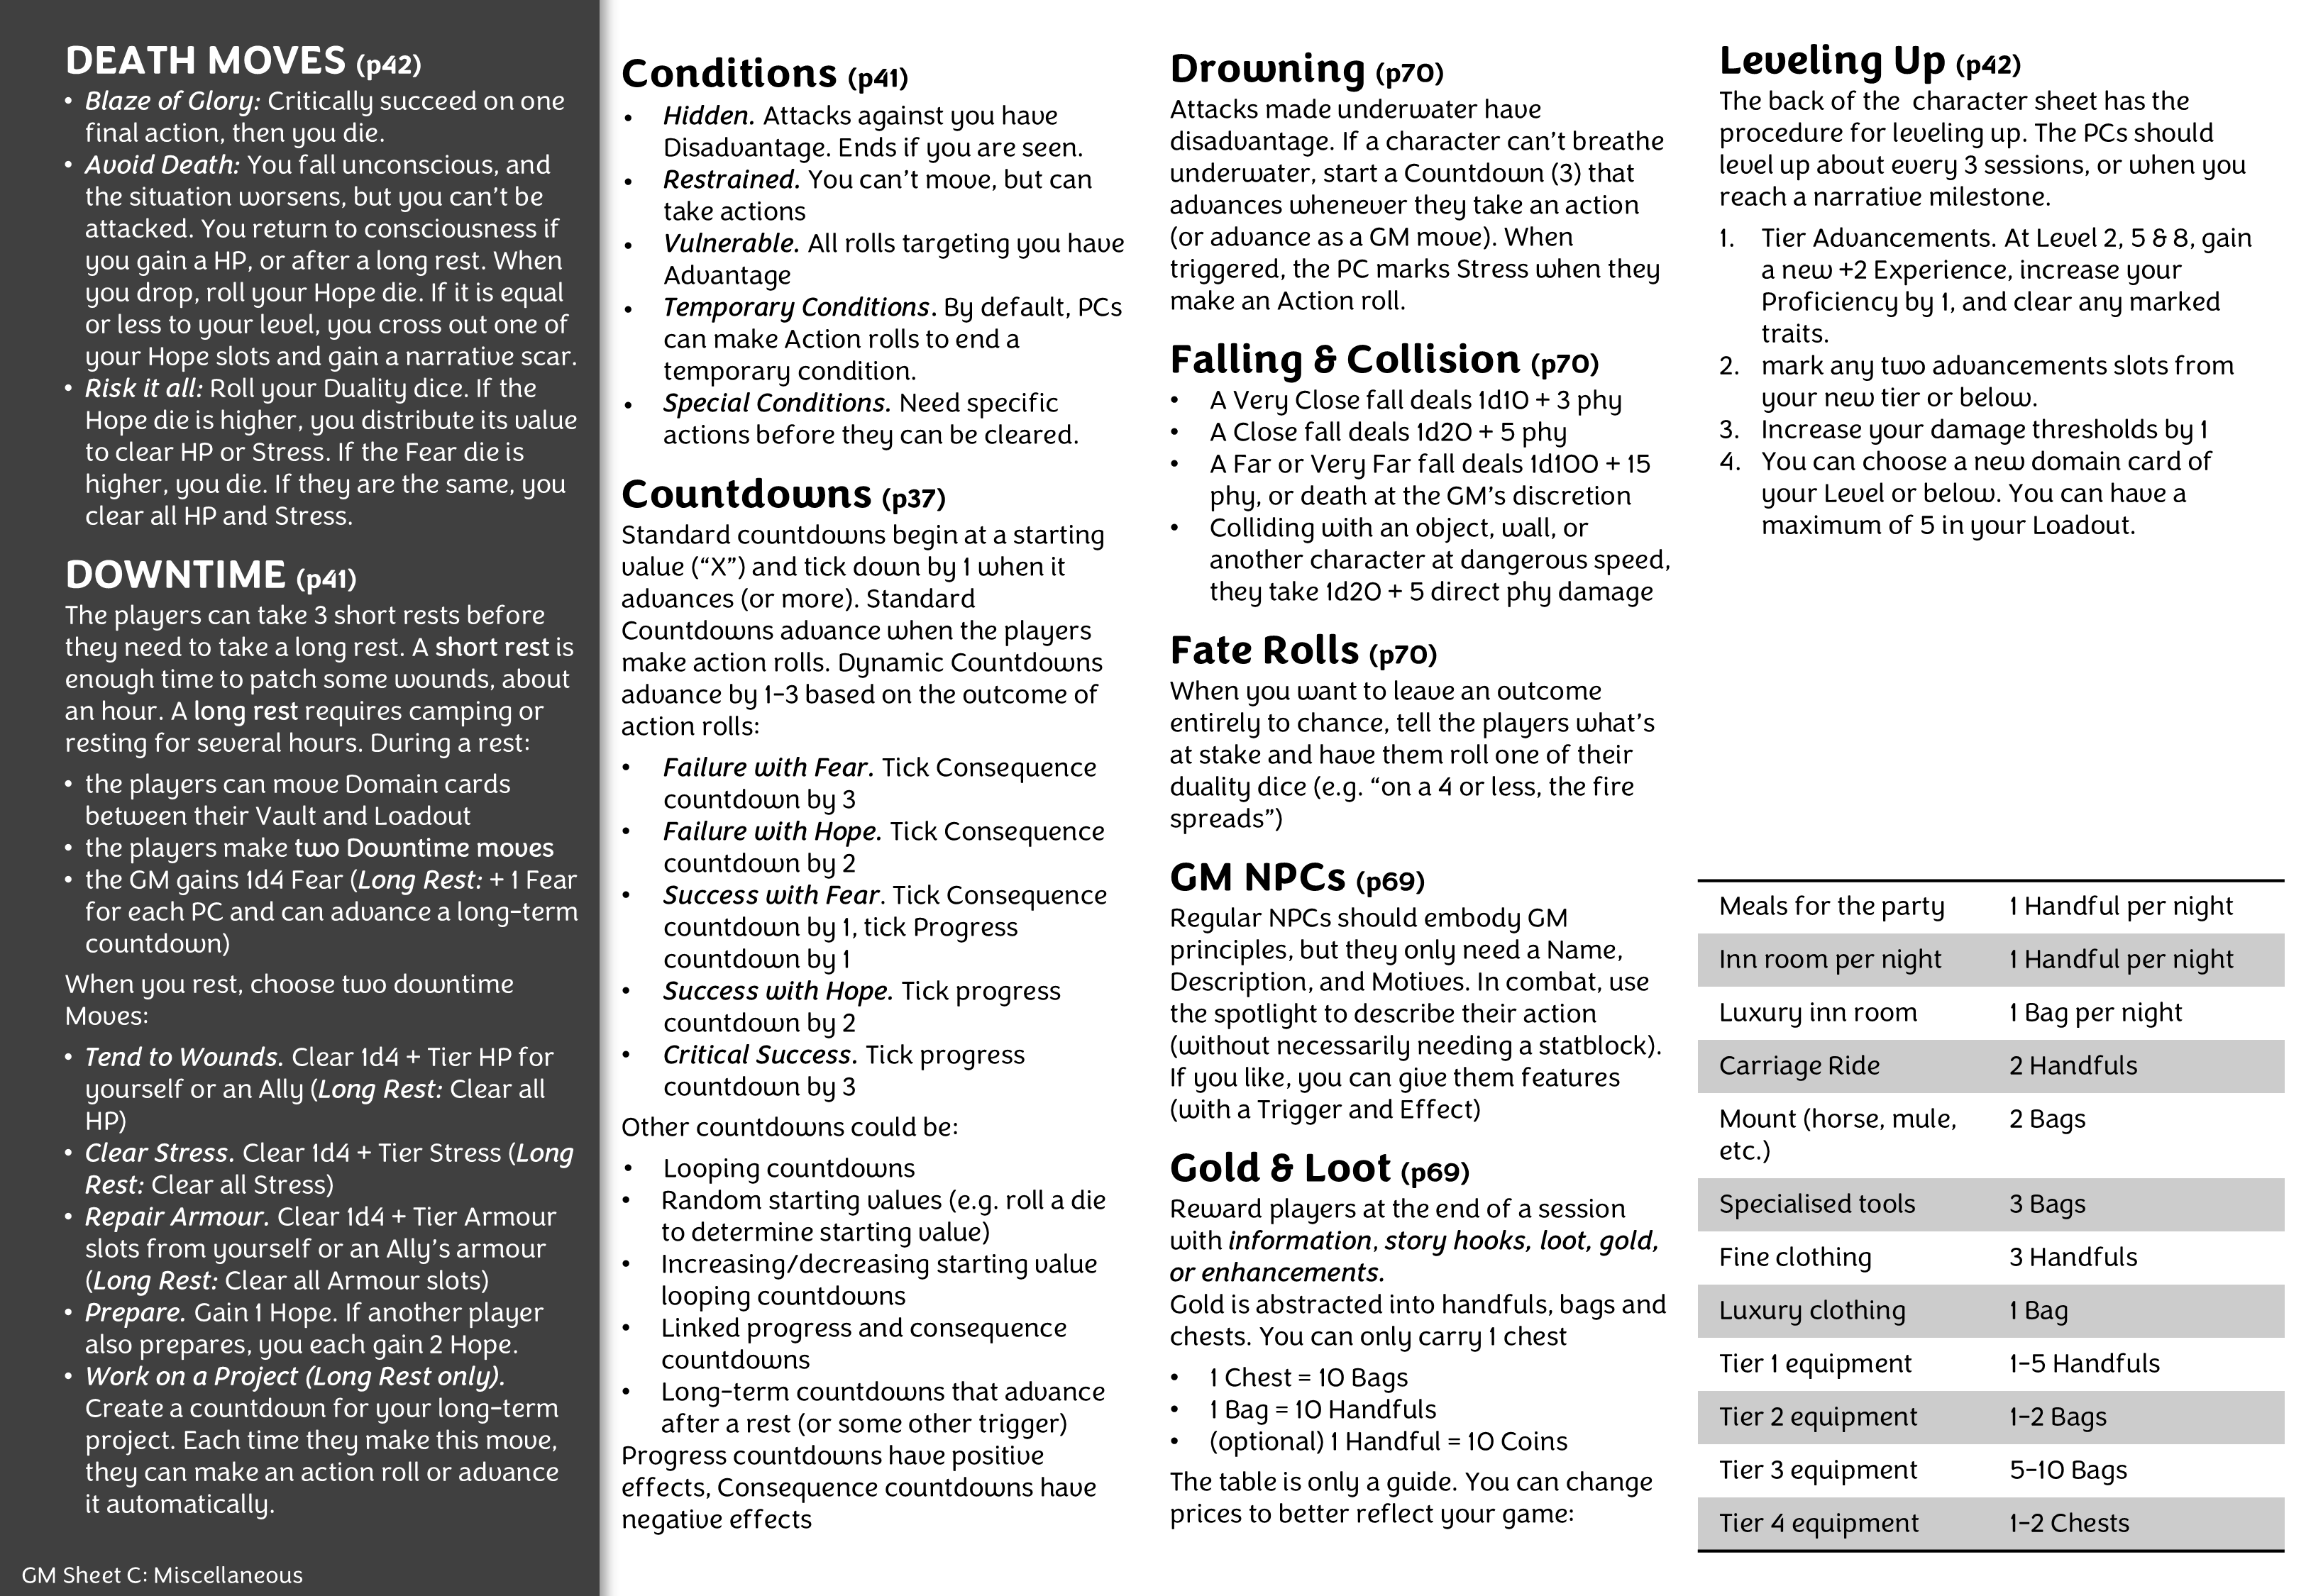 DEATH MOVES (p42)
• Blaze of Glory: Critically succeed on one
final action, then you die.
• Avoid Death: You fall unconscious, and
the situation worsens, but you can't be
attacked. You return to consciousness if
you gain a HP, or after a long rest. When
you drop, roll your Hope die. If it is equal
or less to your level, you cross out one of
your Hope slots and gain a narrative scar.
• Risk it all: Roll your Duality dice. If the
Hope die is higher, you distribute its value
to clear HP or Stress. If the Fear die is
higher, you die. If they are the same, you
clear all HP and Stress.
DOWNTIME (p41)
The players can take 3 short rests before
they need to take a long rest. A short rest is
enough time to patch some wounds, about
an hour. A long rest requires camping or
resting for several hours. During a rest:
• the players can move Domain cards
between their Vault and Loadout
• the players make two Downtime moves
• the GM gains 1d4 Fear (Long Rest: + 1 Fear
for each PC and can advance a long-term
countdown)
When you rest, choose two downtime
Moves:
• Tend to Wounds. Clear 1d4 + Tier HP for
yourself or an Ally (Long Rest: Clear all
HP)
• Clear Stress. Clear 1d4 + Tier Stress (Long
Rest: Clear all Stress)
• Repair Armour. Clear 1d4 + Tier Armour
slots from yourself or an Ally's armour
(Long Rest: Clear all Armour slots)
• Prepare. Gain 1 Hope. If another player
also prepares, you each gain 2 Hope.
• Work on a Project (Long Rest only).
Create a countdown for your long-term
project. Each time they make this move,
they can make an action roll or advance
it automatically.
GM Sheet C: Miscellaneous
Conditions (p41)
• Hidden. Attacks against you have
Disadvantage. Ends if you are seen.
• Restrained. You can't move, but can
take actions
• Vulnerable. All rolls targeting you have
Advantage
• Temporary Conditions. By default, PCs
can make Action rolls to end a
temporary condition.
• Special Conditions. Need specific
actions before they can be cleared.
Countdowns (p37)
Standard countdowns begin at a starting
value ("X") and tick down by 1 when it
advances (or more). Standard
Countdowns advance when the players
make action rolls. Dynamic Countdowns
advance by 1-3 based on the outcome of
action rolls:
• Failure with Fear. Tick Consequence
countdown by 3
• Failure with Hope. Tick Consequence
countdown by 2
• Success with Fear. Tick Consequence
countdown by 1, tick Progress
countdown by 1
• Success with Hope. Tick progress
countdown by 2
• Critical Success. Tick progress
countdown by 3
Other countdowns could be:
• Looping countdowns
• Random starting values (e.g. roll a die
to determine starting value)
• Increasing/decreasing starting value
looping countdowns
• Linked progress and consequence
countdowns
• Long-term countdowns that advance
after a rest (or some other trigger)
Progress countdowns have positive
effects, Consequence countdowns have
negative effects
Drowning (p70)
Attacks made underwater have
disadvantage. If a character can't breathe
underwater, start a Countdown (3) that
advances whenever they take an action
(or advance as a GM move). When
triggered, the PC marks Stress when they
make an Action roll.
Falling & Collision (p70)
• A Very Close fall deals 1d10 + 3 phy
• A Close fall deals 1d20 + 5 phy
• A Far or Very Far fall deals 1d100 + 15
phy, or death at the GM's discretion
• Colliding with an object, wall, or
another character at dangerous speed,
they take 1d20 + 5 direct phy damage
Fate Rolls (p70)
When you want to leave an outcome
entirely to chance, tell the players what's
at stake and have them roll one of their
duality dice (e.g. "on a 4 or less, the fire
spreads")
GM NPCs (p69)
Regular NPCs should embody GM
principles, but they only need a Name,
Description, and Motives. In combat, use
the spotlight to describe their action
(without necessarily needing a statblock).
If you like, you can give them features
(with a Trigger and Effect)
Gold & Loot (p69)
Reward players at the end of a session
with information, story hooks, loot, gold,
or enhancements.
Gold is abstracted into handfuls, bags and
chests. You can only carry 1 chest
• 1 Chest = 10 Bags
• 1 Bag = 10 Handfuls
• (optional) 1 Handful = 10 Coins
The table is only a guide. You can change
prices to better reflect your game:
Leveling Up (p42)
The back of the character sheet has the
procedure for leveling up. The PCs should
level up about every 3 sessions, or when you
reach a narrative milestone.
1. Tier Advancements. At Level 2, 5 & 8, gain
a new +2 Experience, increase your
Proficiency by 1, and clear any marked
traits.
2. mark any two advancements slots from
your new tier or below.
3. Increase your damage thresholds by 1
4. You can choose a new domain card of
your Level or below. You can have a
maximum of 5 in your Loadout.
Meals for the party 1 Handful per night
Inn room per night 1 Handful per night
Luxury inn room 1 Bag per night
Carriage Ride 2 Handfuls
Mount (horse, mule, 2 Bags
etc.)
Specialised tools 3 Bags
Fine clothing 3 Handfuls
Luxury clothing 1 Bag
Tier 1 equipment 1-5 Handfuls
Tier 2 equipment 1-2 Bags
Tier 3 equipment 5-10 Bags
Tier 4 equipment 1-2 Chests